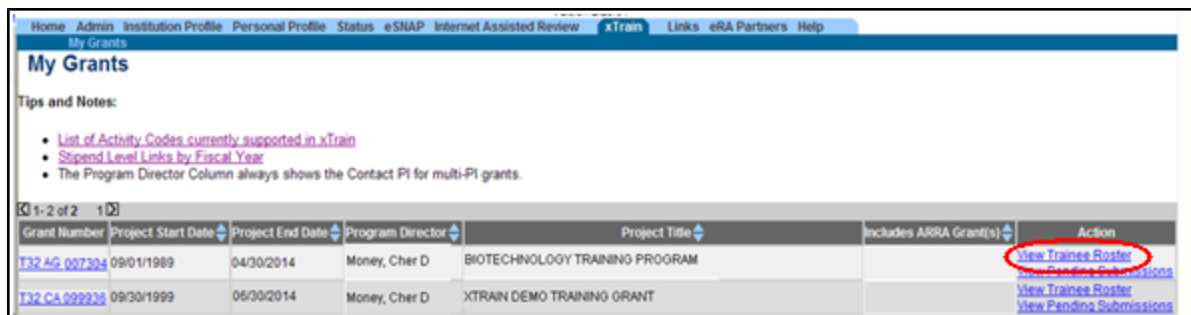 Home Admin Institution Profile Personal Profile Status eSNAP Internet Assisted Review xTrain Links eRA Partners Help
My Grants
My Grants
Tips and Notes:
• List of Activity Codes currently supported in xTrain
• Stipend Level Links by Fiscal Year
• The Program Director Column always shows the Contact PI for multi-PI grants.
1-2 of 2 1
Grant Number Project Start Date Project End Date Program Director Project Title Includes ARRA Grant(s) Action
T32 AG 007304 09/01/1989 04/30/2014 Money, Cher D BIOTECHNOLOGY TRAINING PROGRAM View Trainee Roster
View Pending Submissions
T32 CA 099936 09/30/1999 06/30/2014 Money, Cher D XTRAIN DEMO TRAINING GRANT View Trainee Roster
View Pending Submissions